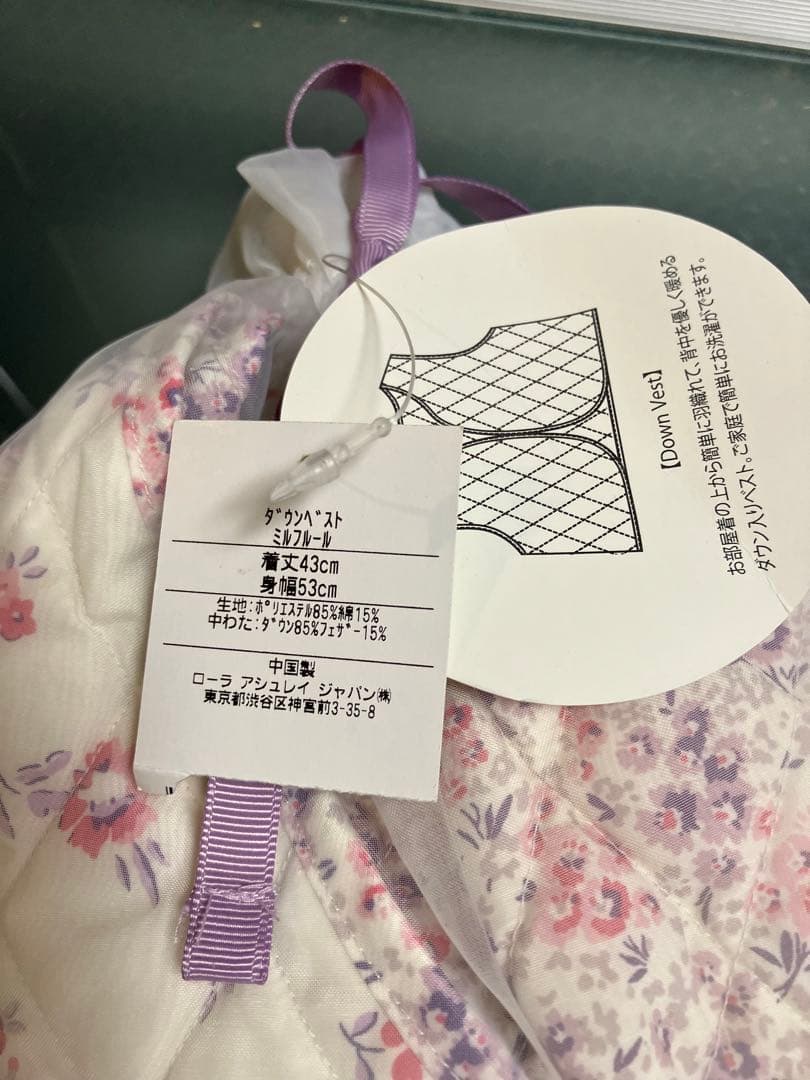 ダウンベスト
ミルフルール
着丈43cm
身幅53cm
生地:ポリエステル85%綿15%
中わた:ダウン85%フェザー15%
中国製
ローラ アシュレイ ジャパン㈱
東京都渋谷区神宮前3-35-8
【Down Vest】
お部屋着の上から簡単に羽織れて、背中を優しく暖める
ダウン入りベスト。ご家庭で簡単にお洗濯ができます。